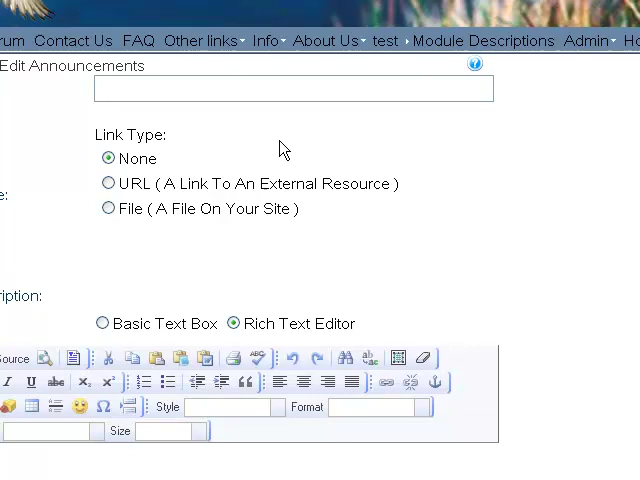 rum Contact Us FAQ Other links Info About Us test Module Descriptions Admin Ho
Edit Announcements
Link Type:
None
URL ( A Link To An External Resource )
e:
File ( A File On Your Site )
ription:
Basic Text Box Rich Text Editor
Source
Style Format
Size